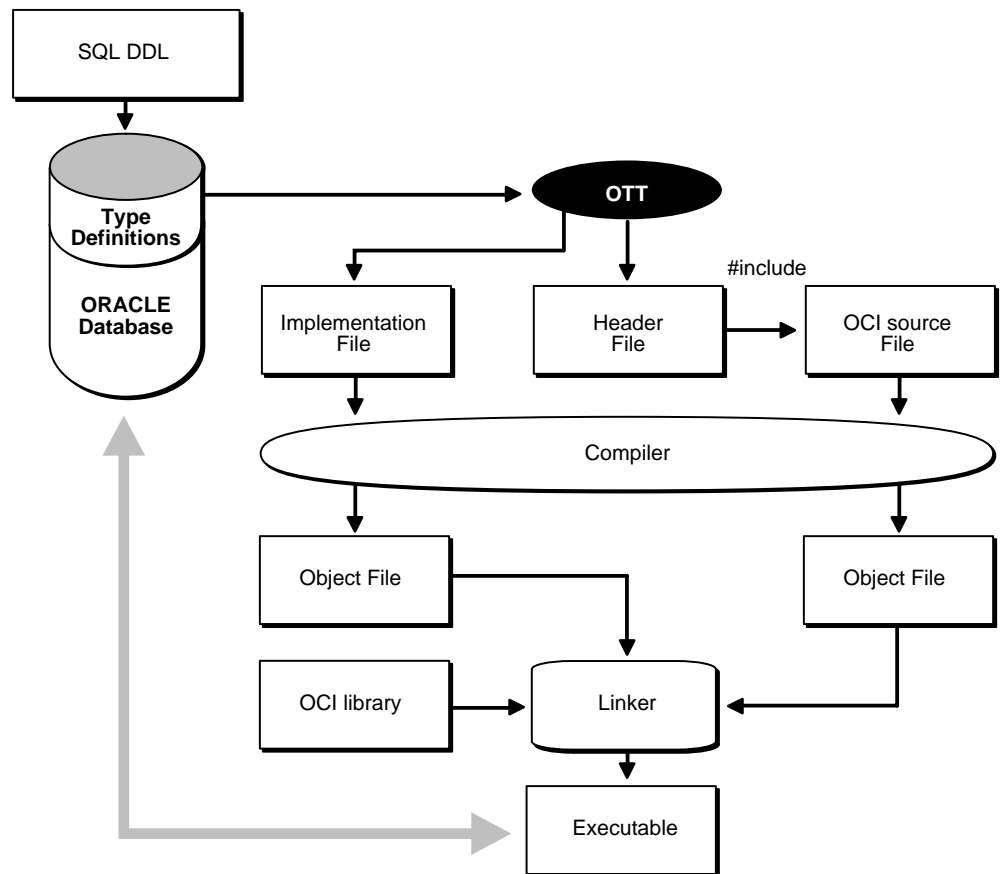 SQL DDL
Type
Definitions
ORACLE
Database
OTT
#include
Implementation
File
Header
File
OCI source
File
Compiler
Object File
Object File
OCI library
Linker
Executable